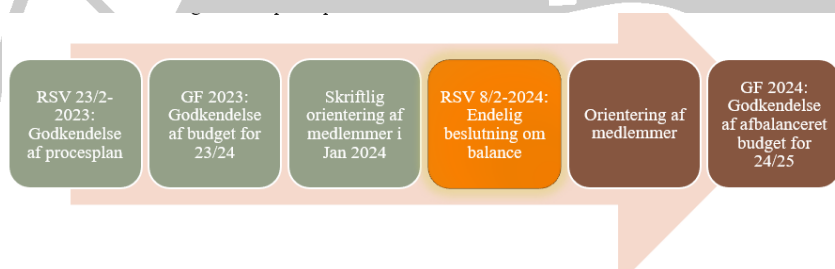 RSV 23/2-
2023:
Godkendelse
af procesplan
GF 2023:
Godkendelse
af budget for
23/24
Skriftlig
orientering af
medlemmer i
Jan 2024
RSV 8/2-2024:
Endelig
beslutning om
balance
Orientering af
medlemmer
GF 2024:
Godkendelse
af afbalanceret
budget for
24/25